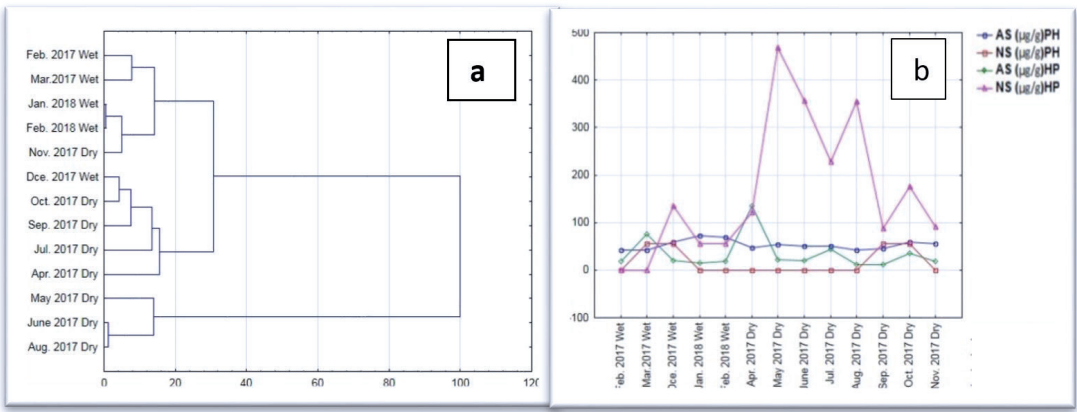 a
Feb. 2017 Wet
Mar.2017 Wet
Jan. 2018 Wet
Feb. 2018 Wet
Nov. 2017 Dry
Dce. 2017 Wet
Oct. 2017 Dry
Sep. 2017 Dry
Jul. 2017 Dry
Apr. 2017 Dry
May 2017 Dry
June 2017 Dry
Aug. 2017 Dry
0 20 40 60 80 100 120
b
500
400
300
200
100
0
-100
Feb. 2017 Wet
Mar.2017 Wet
Dce. 2017 Wet
Jan. 2018 Wet
Feb. 2018 Wet
Apr. 2017 Dry
May 2017 Dry
June 2017 Dry
Jul. 2017 Dry
Aug. 2017 Dry
Sep. 2017 Dry
Oct. 2017 Dry
Nov. 2017 Dry
AS (µg/g)PH
NS (µg/g)PH
AS (µg/g)HP
NS (µg/g)HP